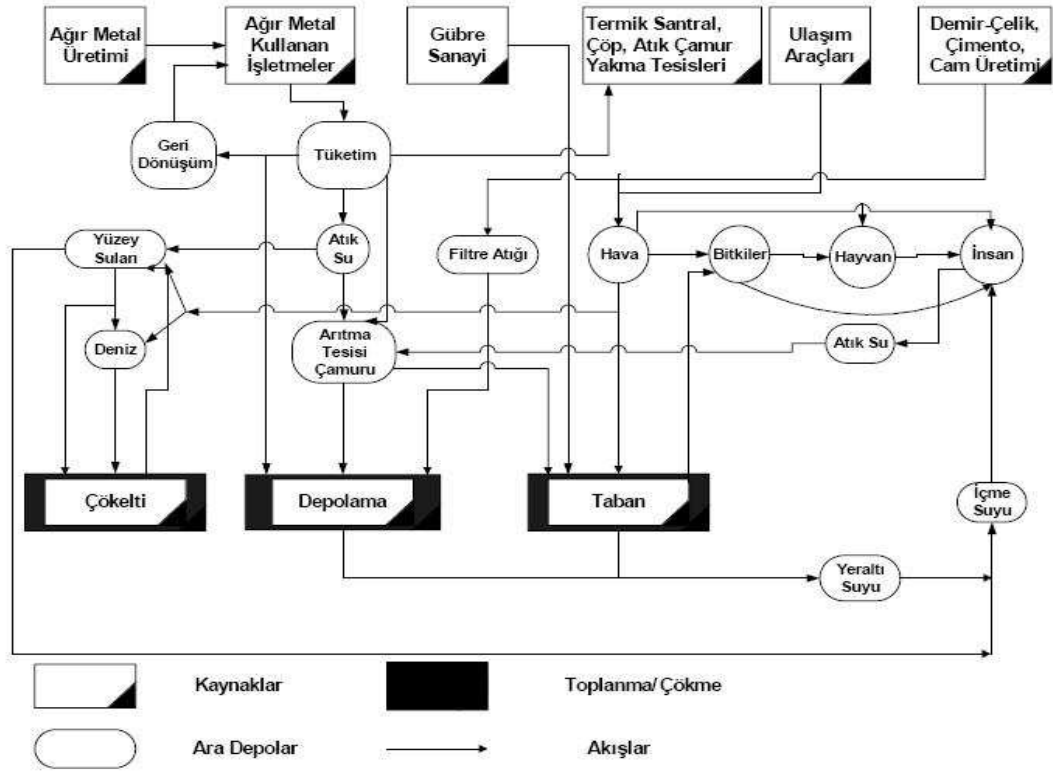 Ağır Metal
Üretimi
Ağır Metal
Kullanan
İşletmeler
Gübre
Sanayi
Termik Santral,
Çöp, Atık Çamur
Yakma Tesisleri
Ulaşım
Araçları
Demir-Çelik,
Çimento,
Cam Üretimi
Geri
Dönüşüm
Tüketim
Yüzey
Suları
Atık
Su
Filtre Atığı
Hava
Bitkiler
Hayvan
İnsan
Deniz
Arıtma
Tesisi
Çamuru
Atık Su
Çökelti
Depolama
Taban
İçme
Suyu
Yeraltı
Suyu
Kaynaklar
Toplanma/Çökme
Ara Depolar
Akışlar